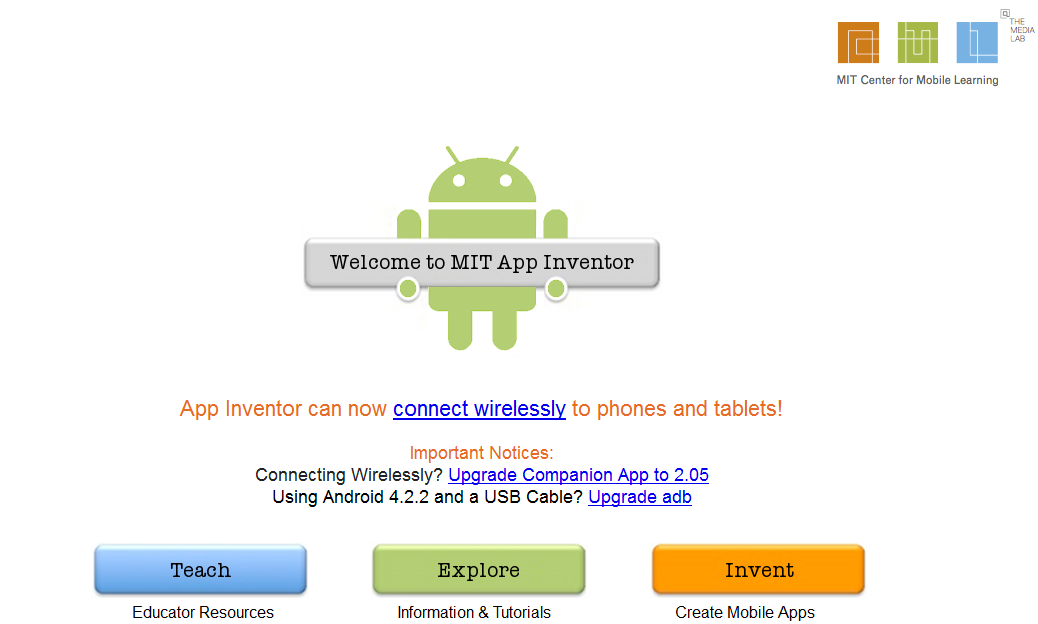 THE
MEDIA
LAB
MIT Center for Mobile Learning
Welcome to MIT App Inventor
App Inventor can now connect wirelessly to phones and tablets!
Important Notices:
Connecting Wirelessly? Upgrade Companion App to 2.05
Using Android 4.2.2 and a USB Cable? Upgrade adb
Teach
Explore
Invent
Educator Resources
Information & Tutorials
Create Mobile Apps